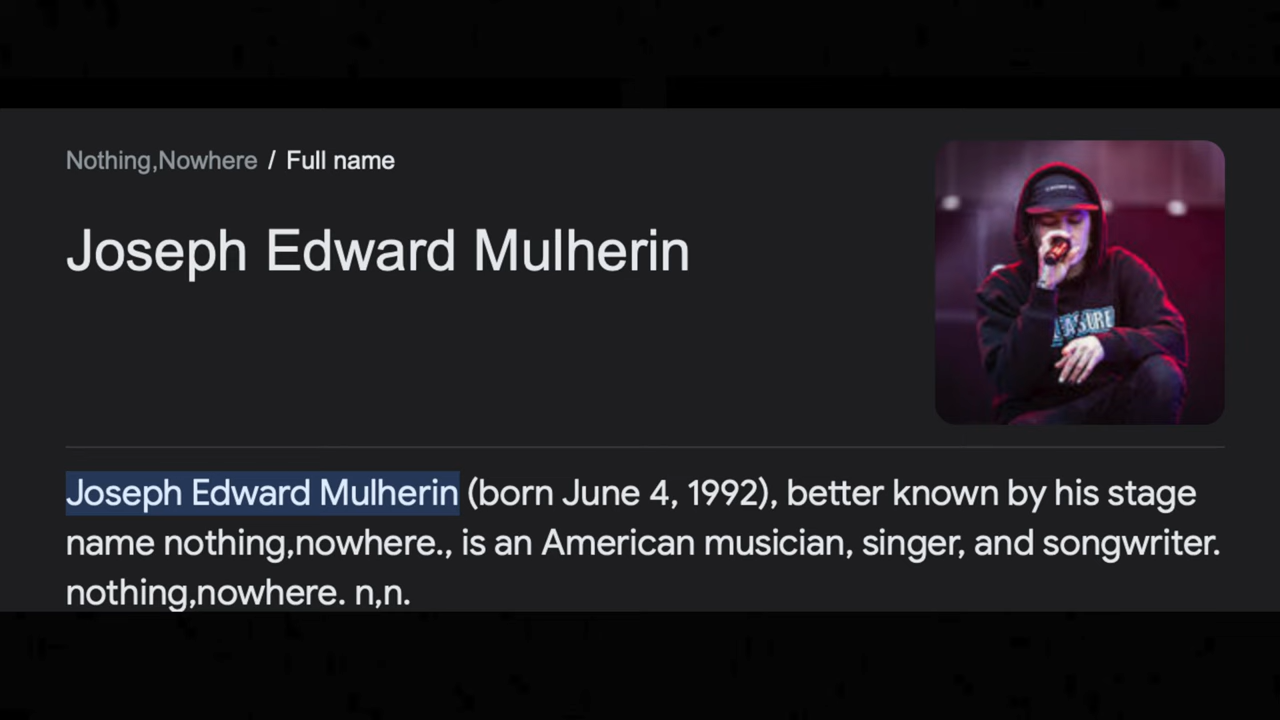 Nothing,Nowhere / Full name
Joseph Edward Mulherin
Joseph Edward Mulherin (born June 4, 1992), better known by his stage
name nothing,nowhere., is an American musician, singer, and songwriter.
nothing,nowhere. n,n.